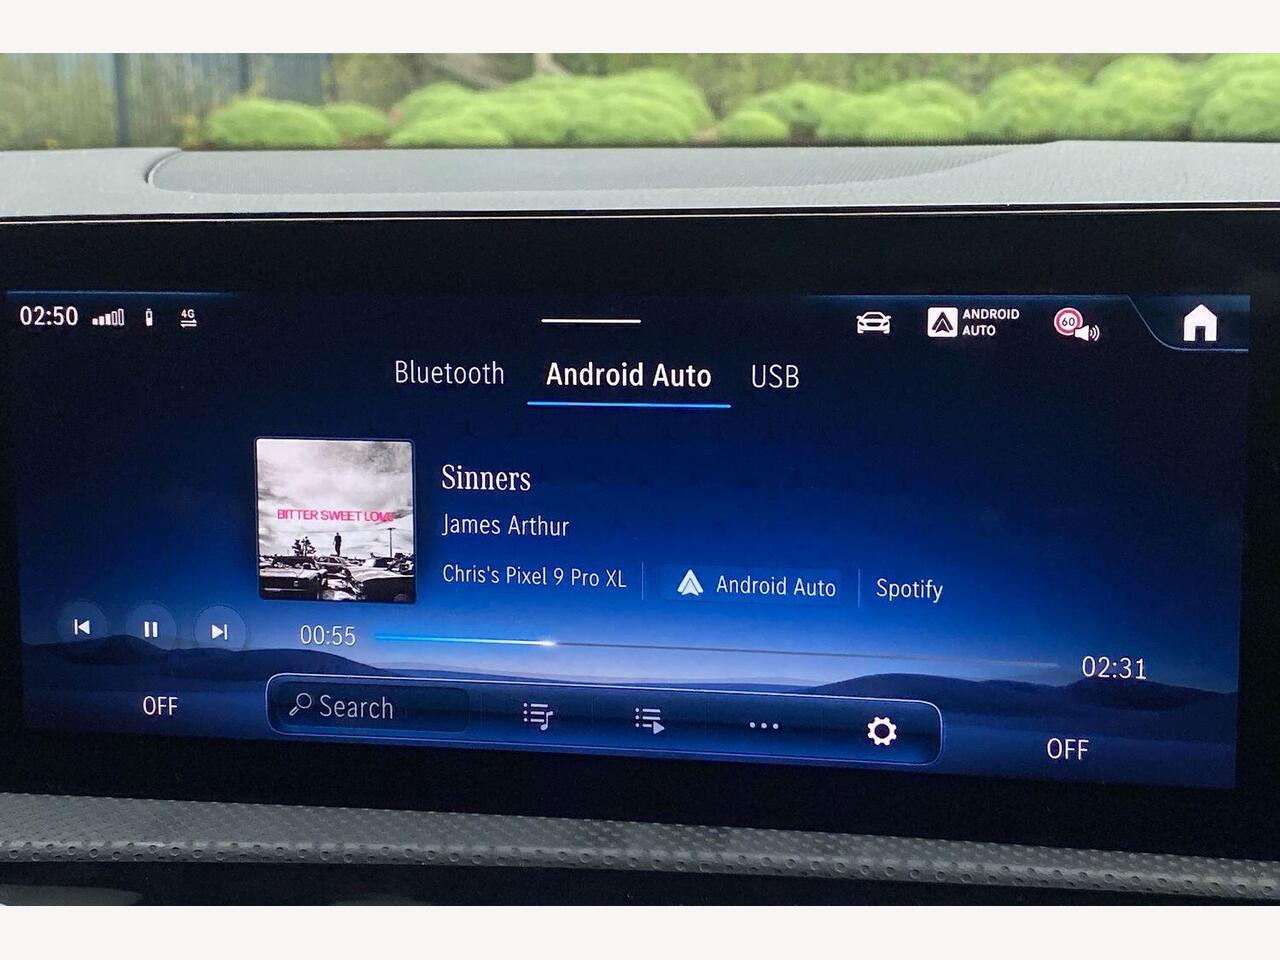 02:50
4G
ANDROID
AUTO
60
Bluetooth Android Auto USB
BITTER SWEET LOVE
Sinners
James Arthur
Chris's Pixel 9 Pro XL Android Auto Spotify
00:55 02:31
OFF Search OFF